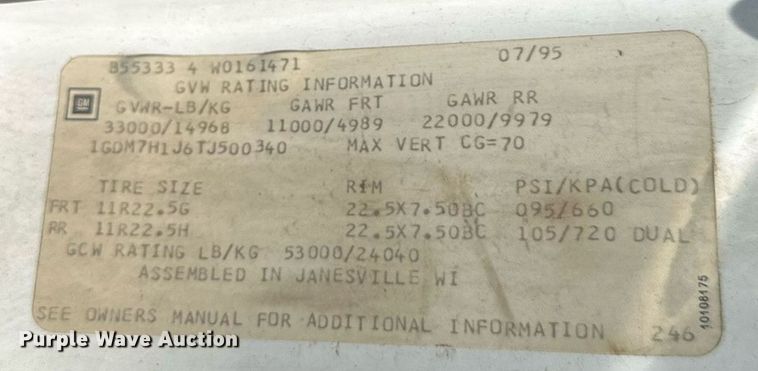 B55333 4 W0161471 07/95
GVW RATING INFORMATION
GM GVWR-LB/KG GAWR FRT GAWR RR
33000/14968 11000/4989 22000/9979
1GDM7H1J6TJ500340 MAX VERT CG=70
TIRE SIZE RIM PSI/KPA(COLD)
FRT 11R22.5G 22.5X7.50BC 095/660
RR 11R22.5H 22.5X7.50BC 105/720 DUAL
GCW RATING LB/KG 53000/24040
ASSEMBLED IN JANESVILLE WI
SEE OWNERS MANUAL FOR ADDITIONAL INFORMATION 246
10108175
Purple Wave Auction